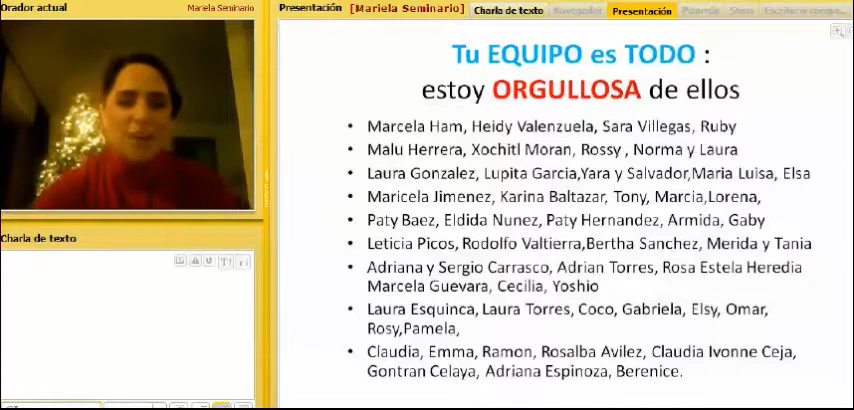 Orador actual
Mariela Seminario
Presentación [Mariela Seminario]
Charla de texto
Navegador
Presentación
Pizarrón
Show
Tu EQUIPO es TODO :
estoy ORGULLOSA de ellos
• Marcela Ham, Heidy Valenzuela, Sara Villegas, Ruby
• Malu Herrera, Xochitl Moran, Rossy , Norma y Laura
• Laura Gonzalez, Lupita Garcia,Yara y Salvador,Maria Luisa, Elsa
• Maricela Jimenez, Karina Baltazar, Tony, Marcia,Lorena,
• Paty Baez, Eldida Nunez, Paty Hernandez, Armida, Gaby
• Leticia Picos, Rodolfo Valtierra,Bertha Sanchez, Merida y Tania
• Adriana y Sergio Carrasco, Adrian Torres, Rosa Estela Heredia
Marcela Guevara, Cecilia, Yoshio
• Laura Esquinca, Laura Torres, Coco, Gabriela, Elsy, Omar,
Rosy,Pamela,
• Claudia, Emma, Ramon, Rosalba Avilez, Claudia Ivonne Ceja,
Gontran Celaya, Adriana Espinoza, Berenice.
Charla de texto